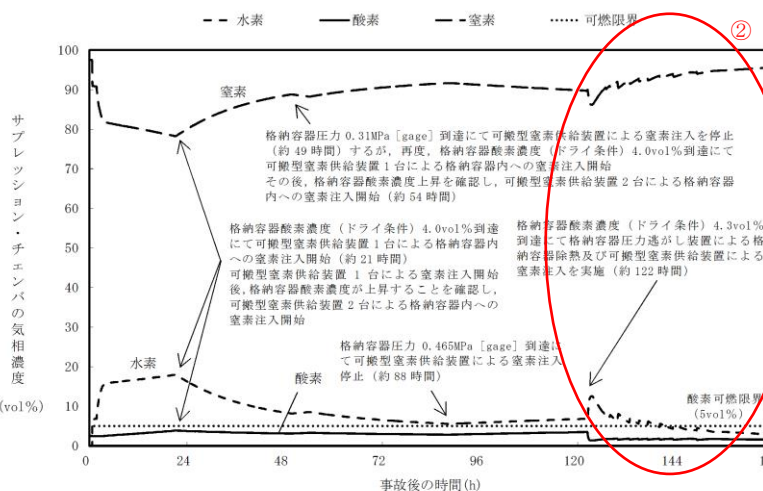 水素 酸素 窒素 可燃限界
②
100
90
80
70
60
50
40
30
20
10
0
サプレッション・チェンバの気相濃度
(vol%)
窒素
格納容器圧力 0.31MPa [gage] 到達にて可搬型窒素供給装置による窒素注入を停止
(約 49 時間) するが，再度，格納容器酸素濃度（ドライ条件）4.0vol%到達にて
可搬型窒素供給装置 1 台による格納容器内への窒素注入開始
その後，格納容器酸素濃度上昇を確認し，可搬型窒素供給装置 2 台による格納容器
内への窒素注入開始（約 54 時間）
格納容器酸素濃度（ドライ条件）4.0vol%到達
にて可搬型窒素供給装置 1 台による格納容器内
への窒素注入開始（約 21 時間）
可搬型窒素供給装置 1 台による窒素注入開始
後，格納容器酸素濃度が上昇することを確認し，
可搬型窒素供給装置 2 台による格納容器内への
窒素注入開始
格納容器酸素濃度（ドライ条件）4.3vol%
到達にて格納容器圧力逃がし装置による格
納容器除熱及び可搬型窒素供給装置による
窒素注入を実施（約 122 時間）
格納容器圧力 0.465MPa [gage] 到達に
て可搬型窒素供給装置による窒素注入
停止（約 88 時間）
水素
酸素
酸素可燃限界
(5vol%)
0 24 48 72 96 120 144
事故後の時間(h)